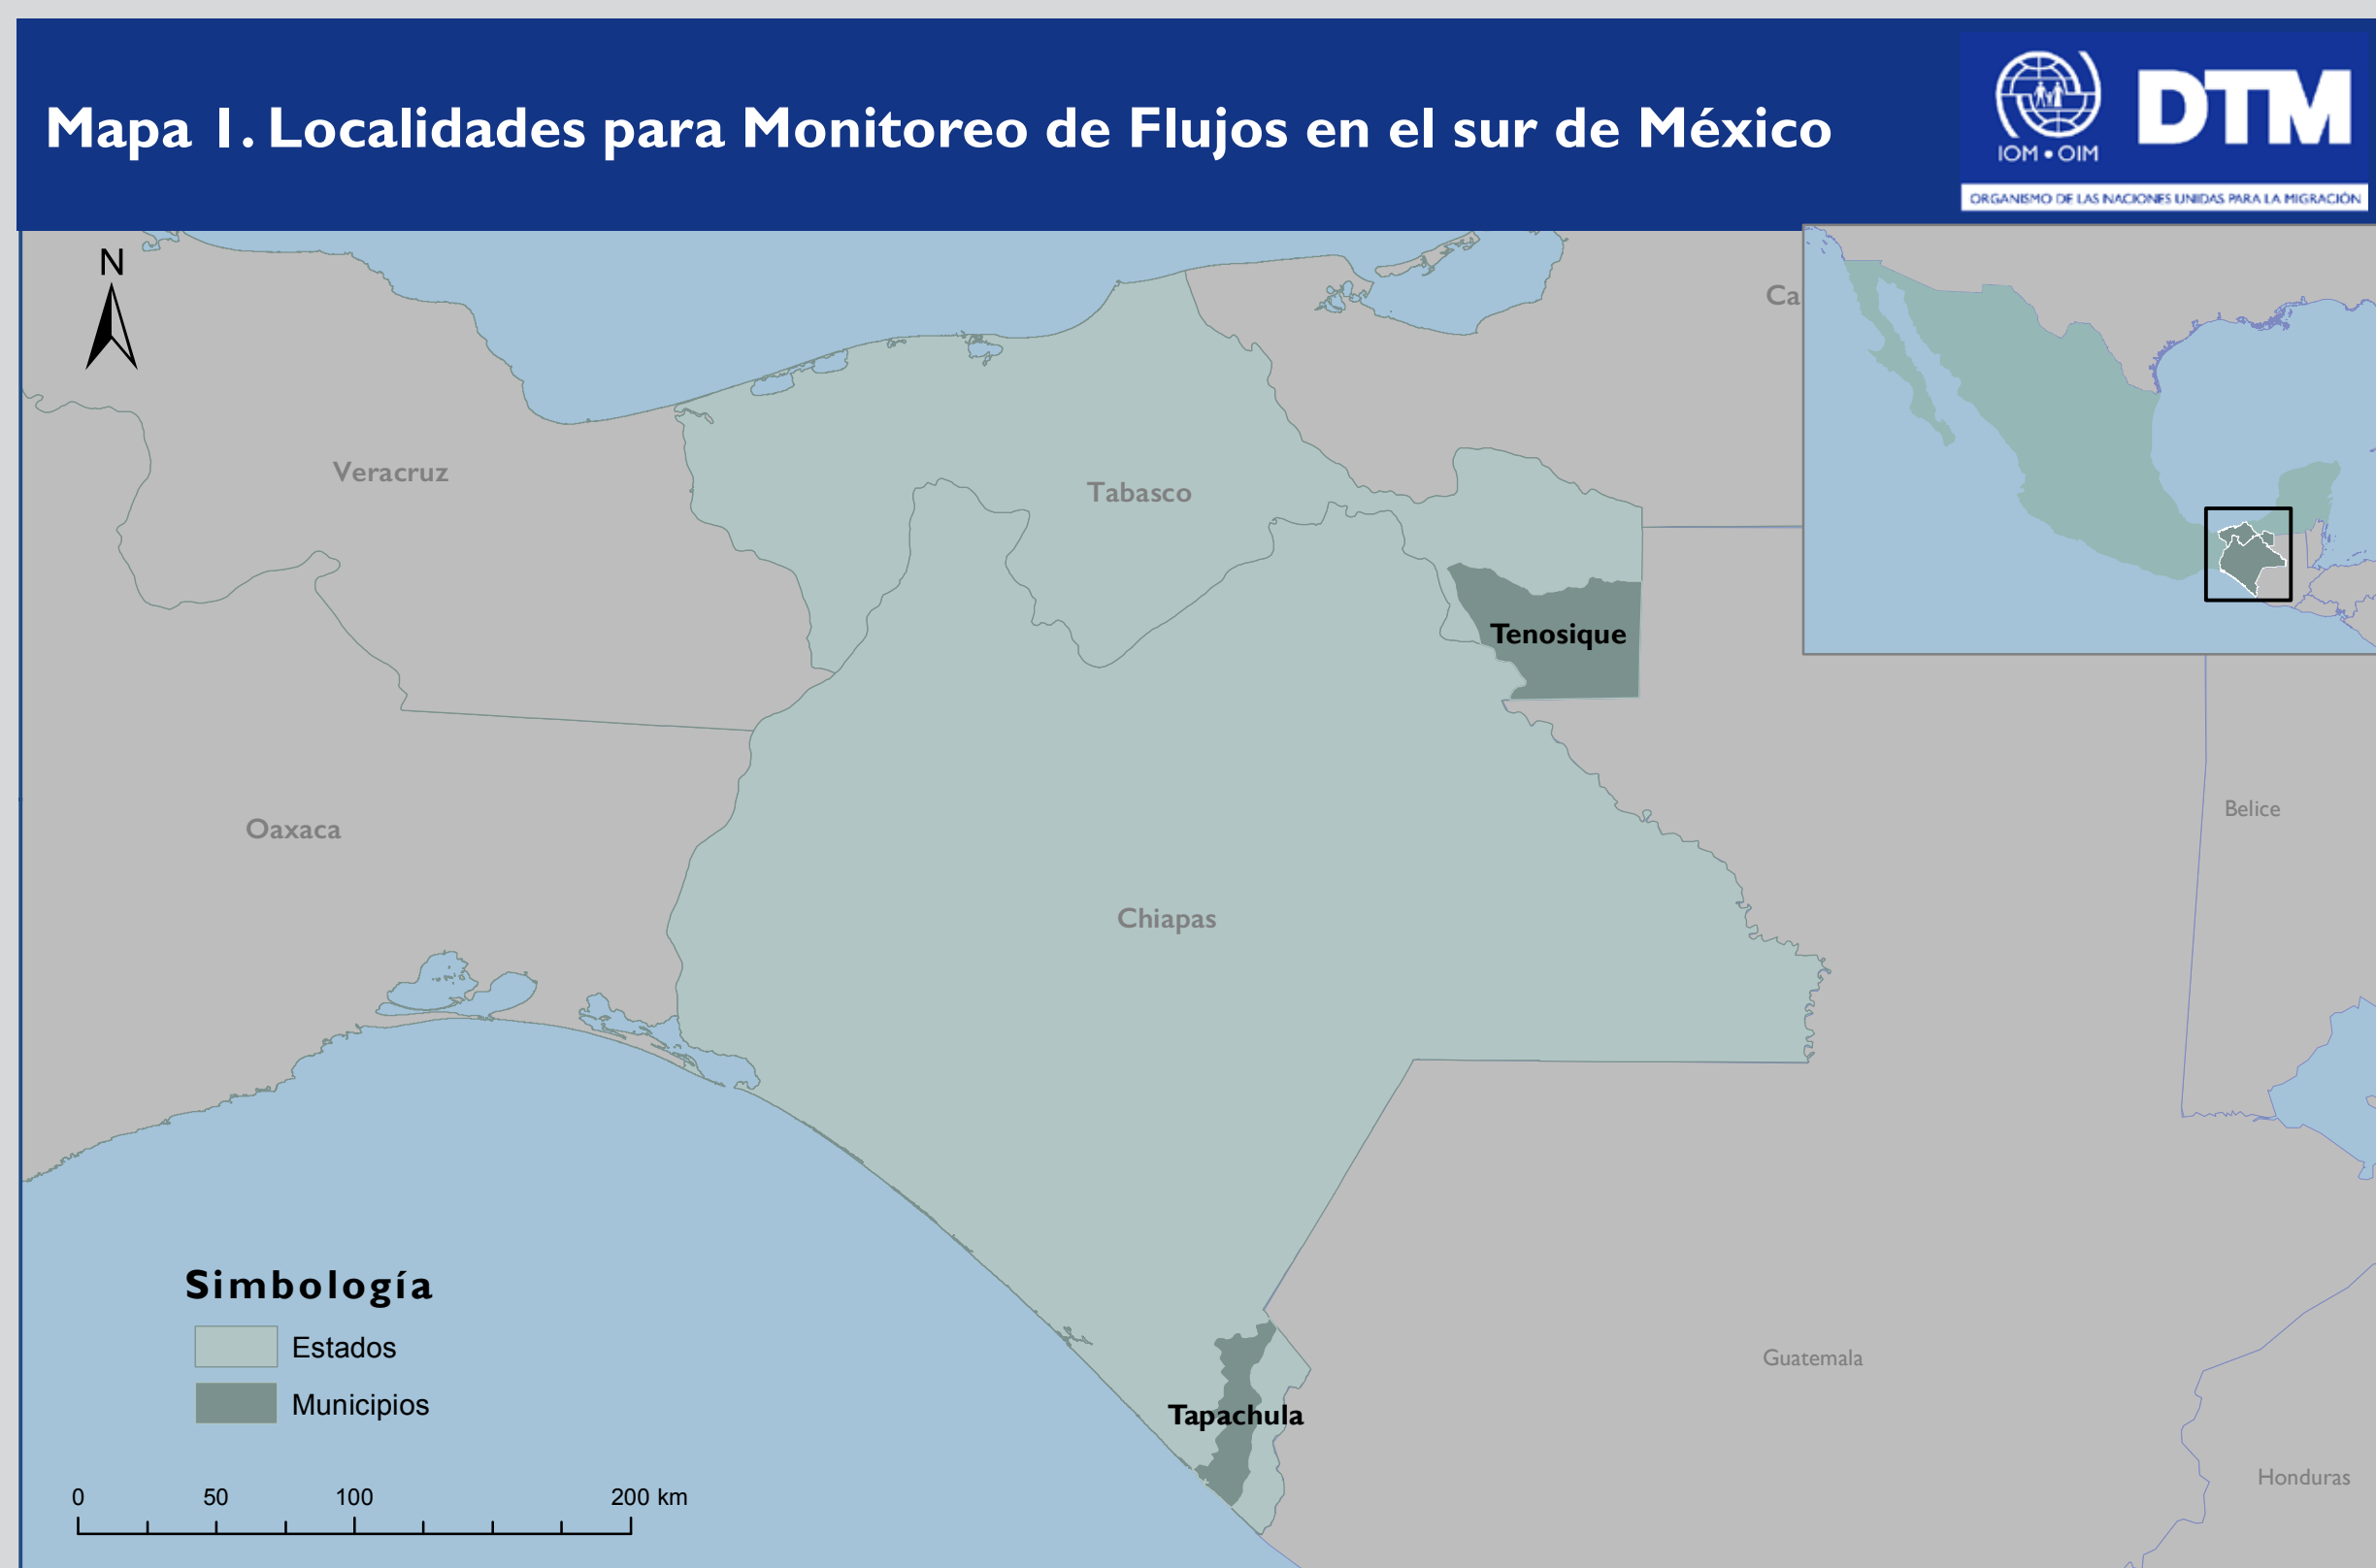 Mapa 1. Localidades para Monitoreo de Flujos en el sur de México
IOM • OIM
DTM
ORGANISMO DE LAS NACIONES UNIDAS PARA LA MIGRACIÓN
N
Ca
Veracruz
Tabasco
Tenosique
Belice
Oaxaca
Chiapas
Simbología
Estados
Municipios
Guatemala
Tapachula
Honduras
0 50 100 200 km